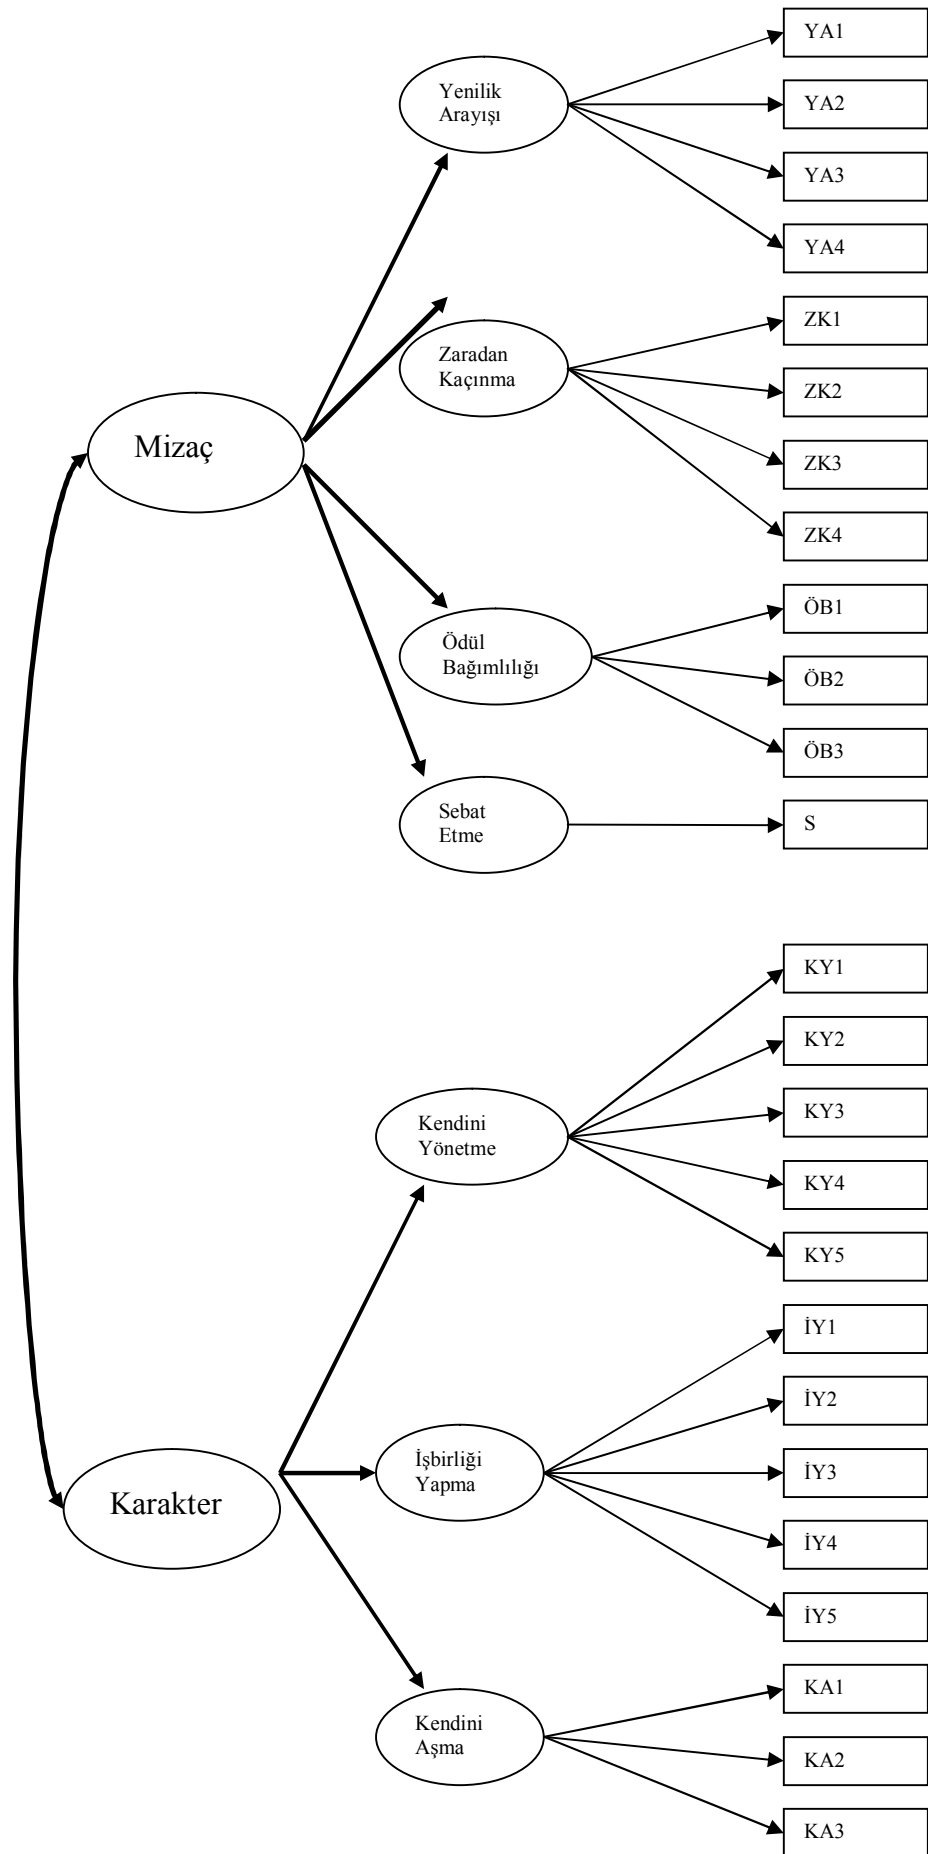 YA1
Yenilik
Arayışı
YA2
YA3
YA4
ZK1
Zaradan
Kaçınma
ZK2
Mizaç
ZK3
ZK4
ÖB1
Ödül
Bağımlılığı
ÖB2
ÖB3
Sebat
Etme
S
KY1
KY2
Kendini
Yönetme
KY3
KY4
KY5
İY1
İY2
İşbirliği
Yapma
İY3
Karakter
İY4
İY5
KA1
Kendini
Aşma
KA2
KA3